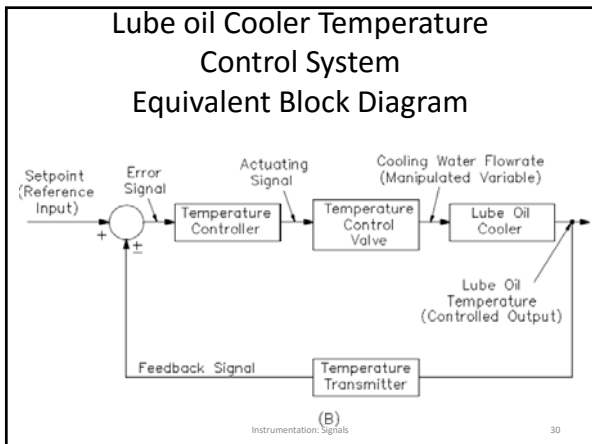 Lube oil Cooler Temperature
Control System
Equivalent Block Diagram
Setpoint
(Reference
Input)
Error
Signal
Actuating
Signal
Cooling Water Flowrate
(Manipulated Variable)
+
±
Temperature
Controller
Temperature
Control
Valve
Lube Oil
Cooler
Lube Oil
Temperature
(Controlled Output)
Feedback Signal
Temperature
Transmitter
(B)
Instrumentation: Signals
30